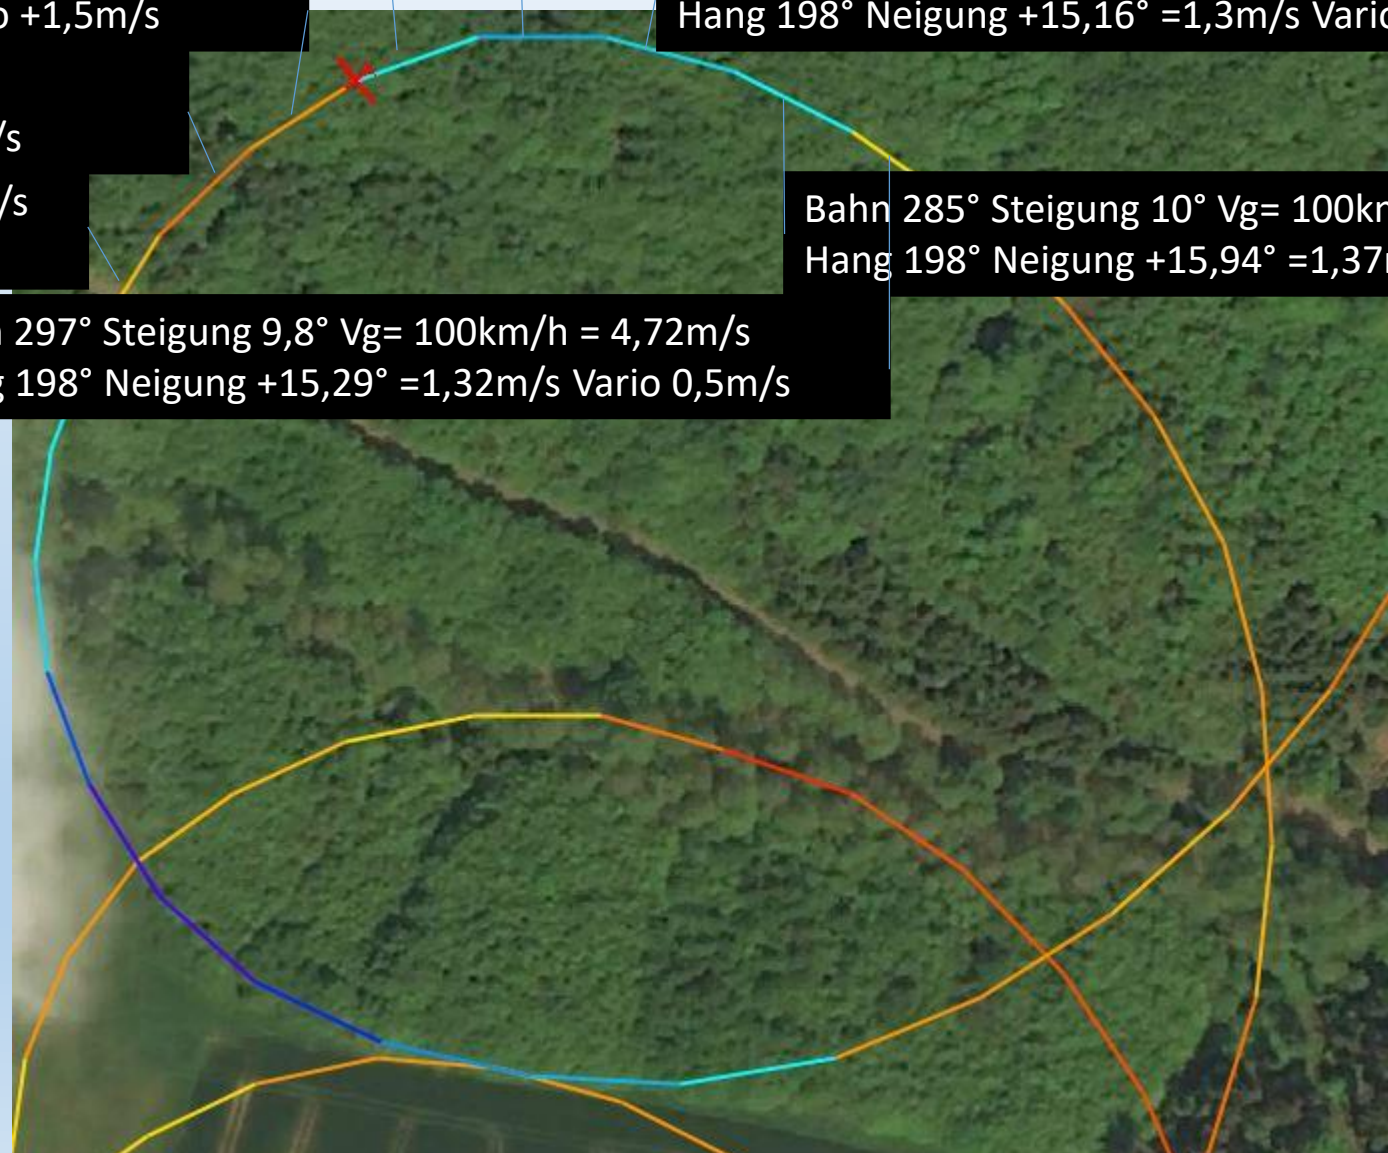 +1,5m/s
Hang 198° Neigung +15,16° =1,3m/s Vario
/s
/s
Bahn 285° Steigung 10° Vg= 100k
Hang 198° Neigung +15,94° =1,37
297° Steigung 9,8° Vg= 100km/h = 4,72m/s
198° Neigung +15,29° =1,32m/s Vario 0,5m/s